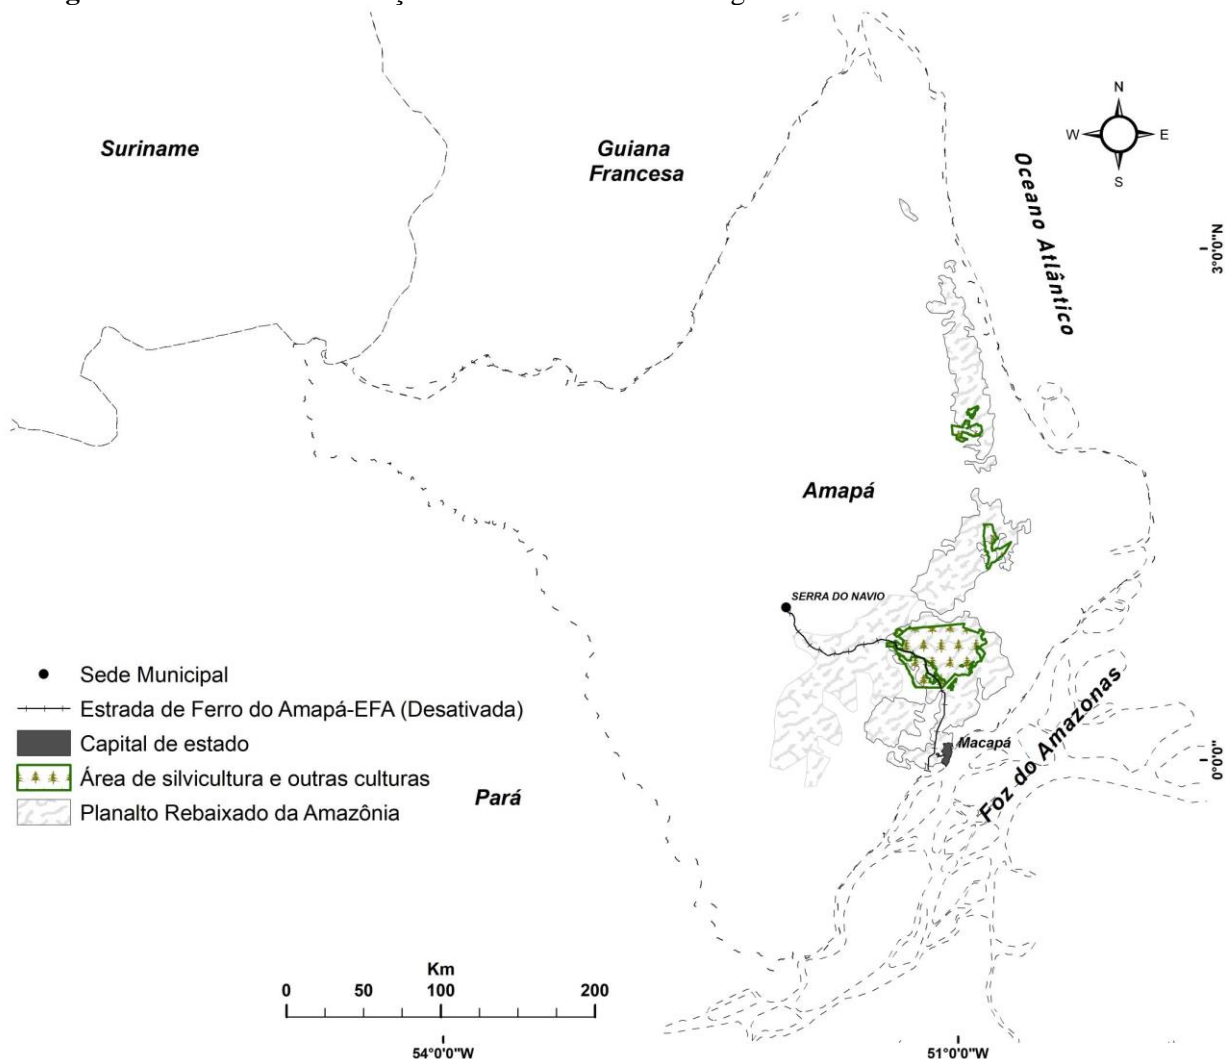 N
W E
S
Suriname
Guiana
Francesa
Oceano Atlântico
3°0'0"N
Amapá
SERRA DO NAVIO
Sede Municipal
Estrada de Ferro do Amapá-EFA (Desativada)
Capital de estado
Área de silvicultura e outras culturas
Planalto Rebaixado da Amazônia
Macapá
0°0'0"
Foz do Amazonas
Pará
Km
0 50 100 200
54°0'0"W
51°0'0"W